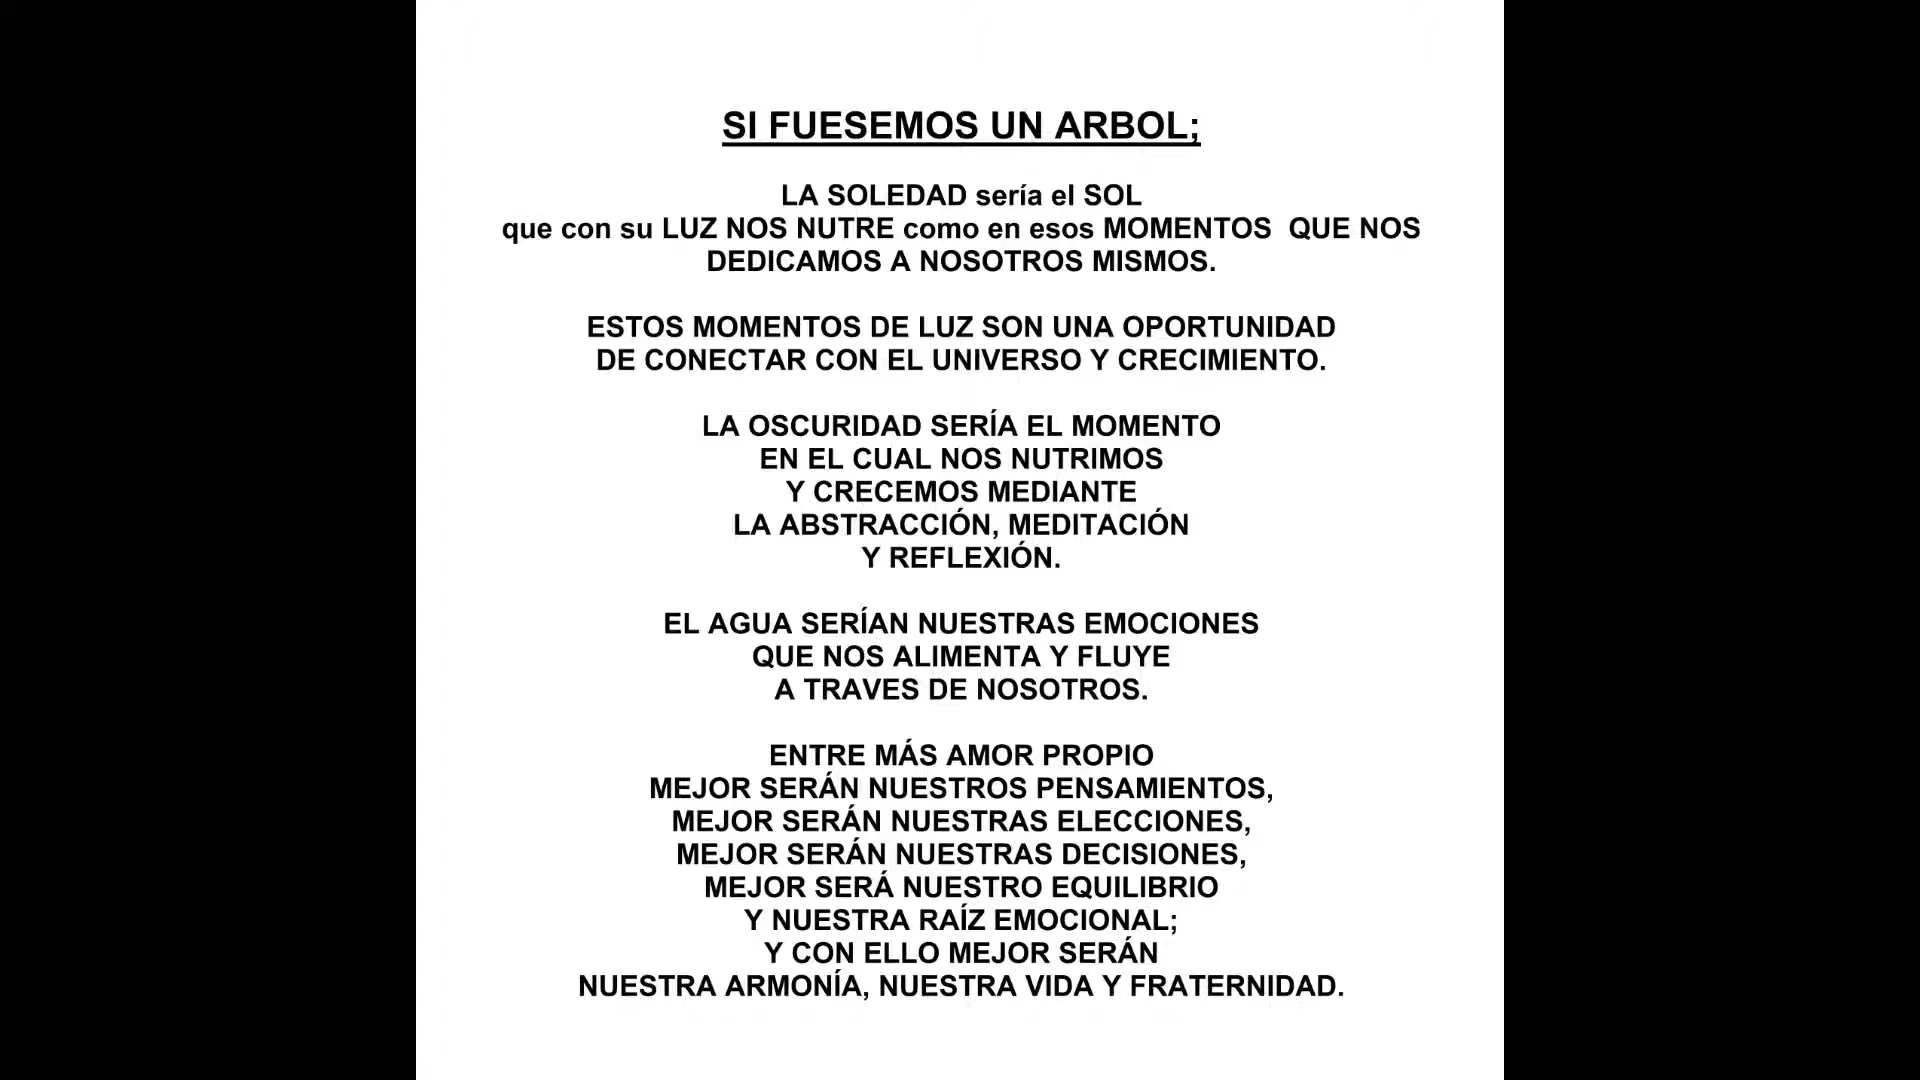 SI FUESEMOS UN ARBOL;
LA SOLEDAD sería el SOL
que con su LUZ NOS NUTRE como en esos MOMENTOS  QUE NOS
DEDICAMOS A NOSOTROS MISMOS.
ESTOS MOMENTOS DE LUZ SON UNA OPORTUNIDAD
DE CONECTAR CON EL UNIVERSO Y CRECIMIENTO.
LA OSCURIDAD SERÍA EL MOMENTO
EN EL CUAL NOS NUTRIMOS
Y CRECEMOS MEDIANTE
LA ABSTRACCIÓN, MEDITACIÓN
Y REFLEXIÓN.
EL AGUA SERÍAN NUESTRAS EMOCIONES
QUE NOS ALIMENTA Y FLUYE
A TRAVES DE NOSOTROS.
ENTRE MÁS AMOR PROPIO
MEJOR SERÁN NUESTROS PENSAMIENTOS,
MEJOR SERÁN NUESTRAS ELECCIONES,
MEJOR SERÁN NUESTRAS DECISIONES,
MEJOR SERÁ NUESTRO EQUILIBRIO
Y NUESTRA RAÍZ EMOCIONAL;
Y CON ELLO MEJOR SERÁN
NUESTRA ARMONÍA, NUESTRA VIDA Y FRATERNIDAD.